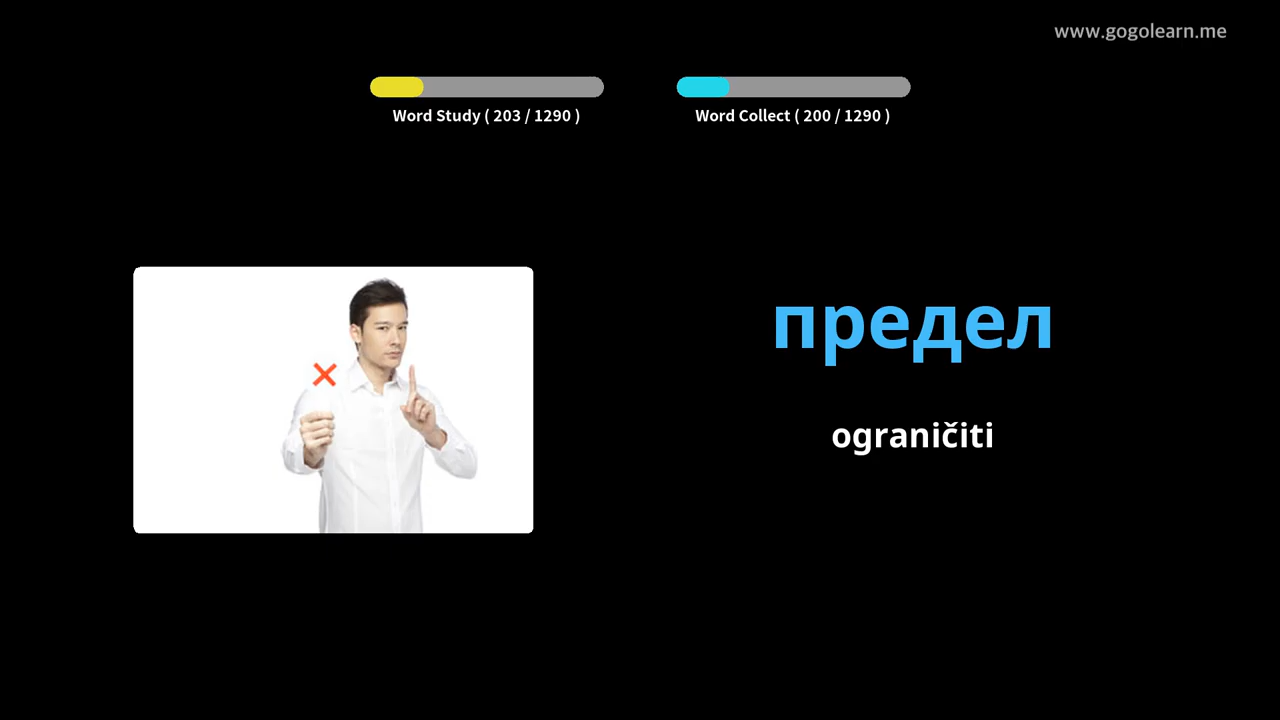 www.gogolearn.me
Word Study ( 203 / 1290 )
Word Collect ( 200 / 1290 )
предел
ograničiti